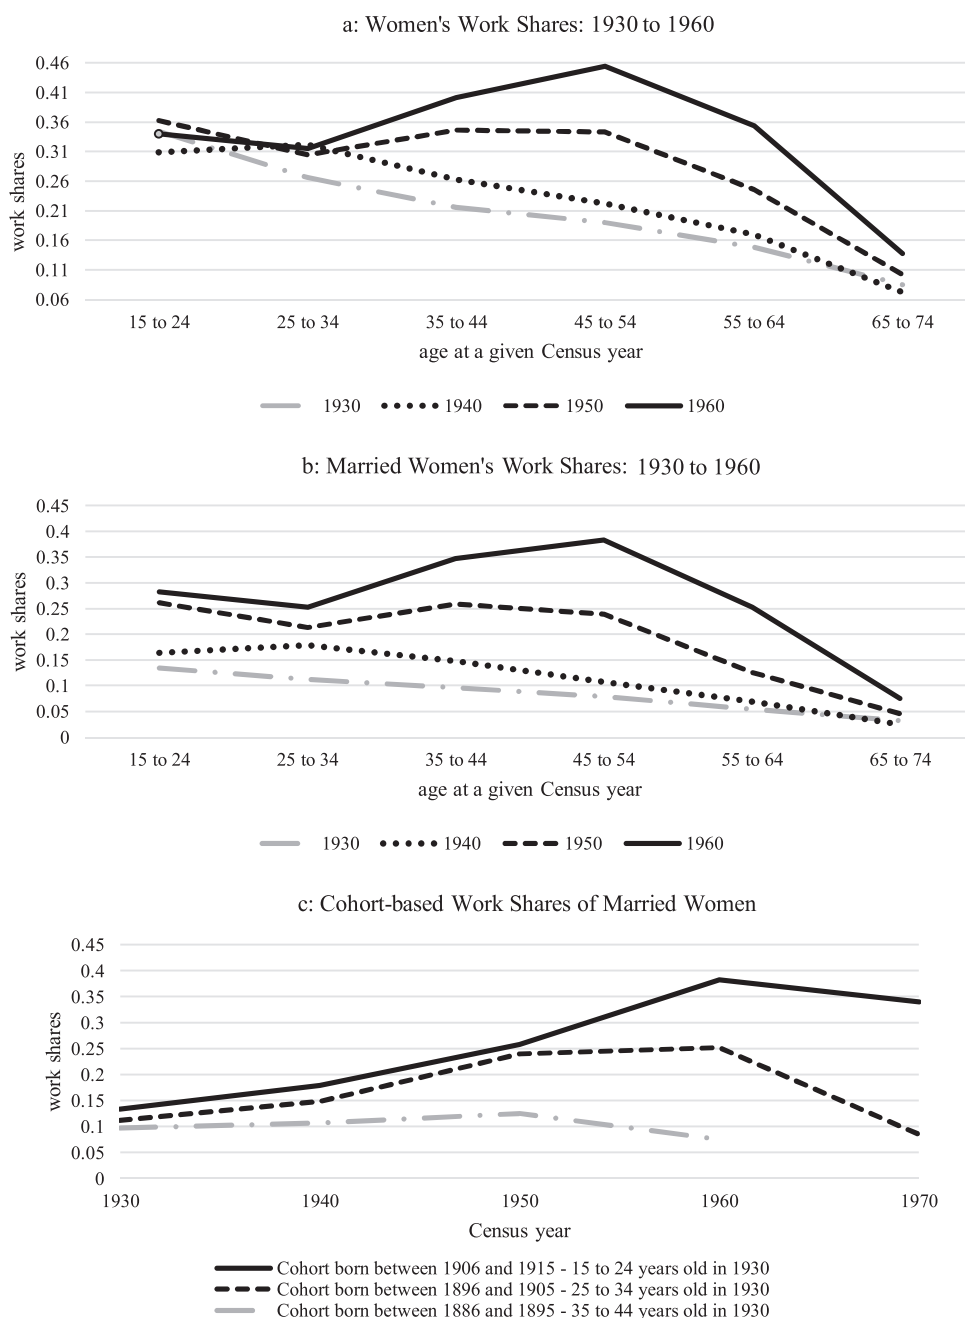 a: Women's Work Shares: 1930 to 1960
0.46
0.41
0.36
0.31
0.26
0.21
0.16
0.11
0.06
work shares
15 to 24 25 to 34 35 to 44 45 to 54 55 to 64 65 to 74
age at a given Census year
1930 1940 1950 1960
b: Married Women's Work Shares: 1930 to 1960
0.45
0.4
0.35
0.3
0.25
0.2
0.15
0.1
0.05
0
work shares
15 to 24 25 to 34 35 to 44 45 to 54 55 to 64 65 to 74
age at a given Census year
1930 1940 1950 1960
c: Cohort-based Work Shares of Married Women
0.45
0.4
0.35
0.3
0.25
0.2
0.15
0.1
0.05
0
work shares
1930 1940 1950 1960 1970
Census year
Cohort born between 1906 and 1915 - 15 to 24 years old in 1930
Cohort born between 1896 and 1905 - 25 to 34 years old in 1930
Cohort born between 1886 and 1895 - 35 to 44 years old in 1930